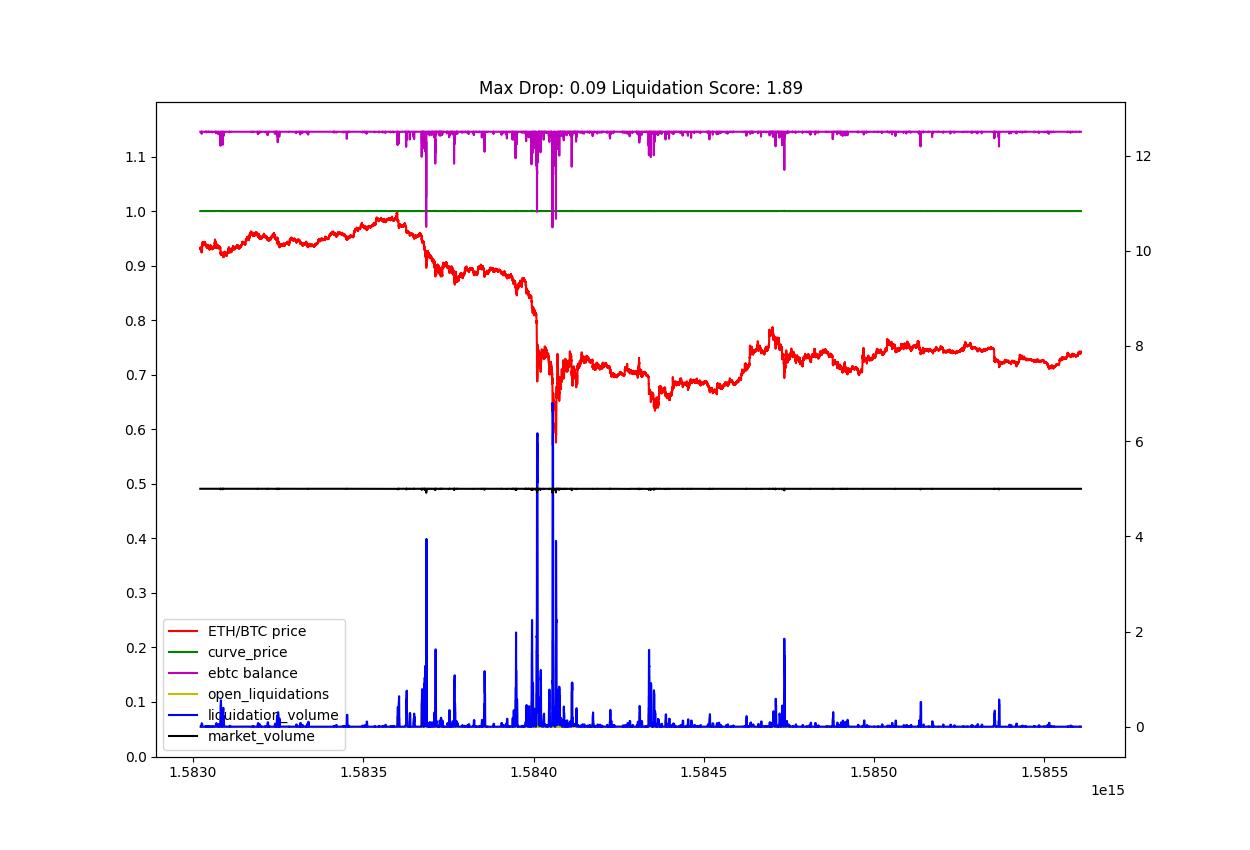 Max Drop: 0.09 Liquidation Score: 1.89
1.1
1.0
0.9
0.8
0.7
0.6
0.5
0.4
0.3
0.2
0.1
0.0
12
10
8
6
4
2
0
ETH/BTC price
curve_price
ebtc balance
open_liquidations
liquidation_volume
market_volume
1.5830 1.5835 1.5840 1.5845 1.5850 1.5855
1e15